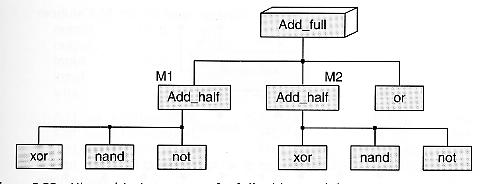 Add_full
M1
M2
Add_half
Add_half
or
xor
nand
not
xor
nand
not